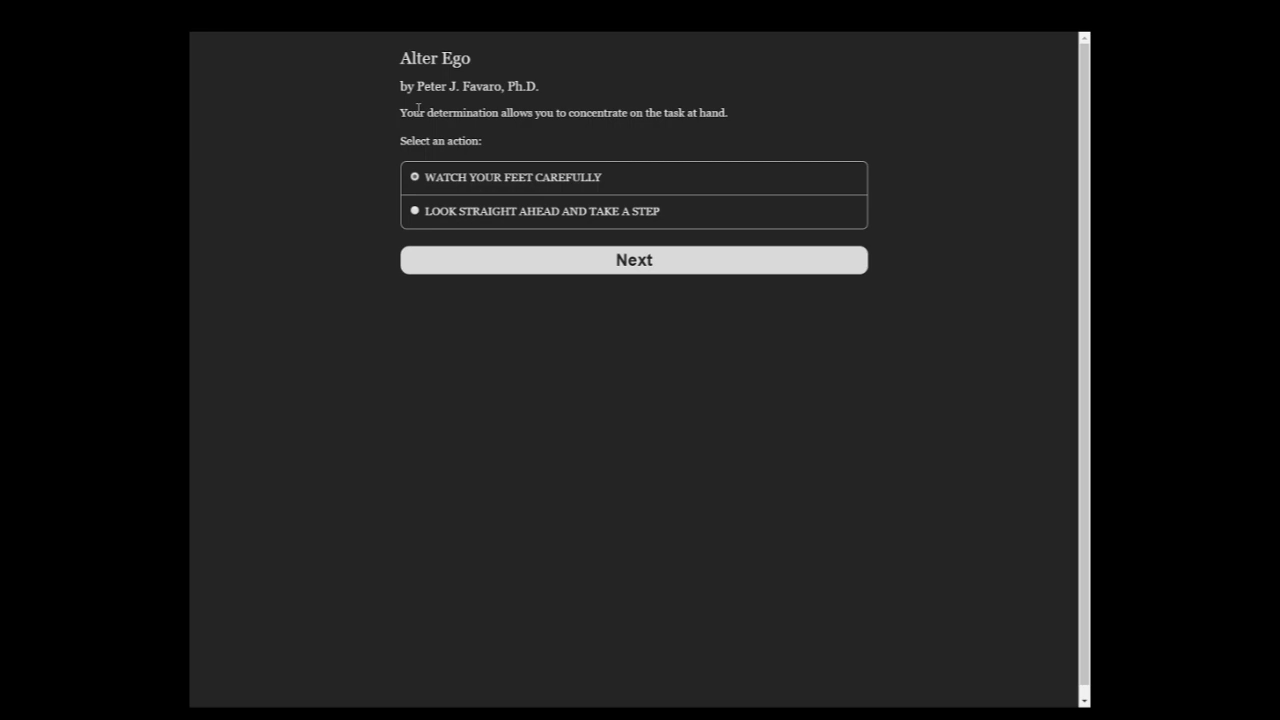 Alter Ego
by Peter J. Favaro, Ph.D.
Your determination allows you to concentrate on the task at hand.
Select an action:
WATCH YOUR FEET CAREFULLY
LOOK STRAIGHT AHEAD AND TAKE A STEP
Next